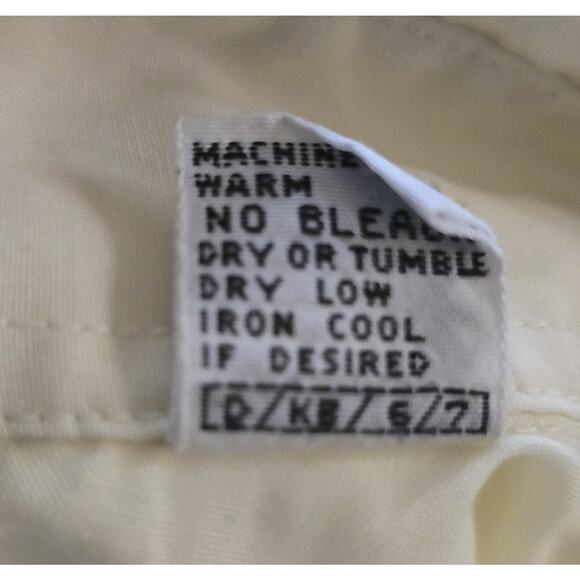 MACHINE
WARM
NO BLEACH
DRY OR TUMBLE
DRY LOW
IRON COOL
IF DESIRED
[D/KB/6/7]